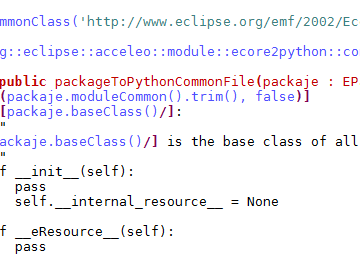 mmonClass('http://www.eclipse.org/emf/2002/Ec
g::eclipse::acceleo::module::ecore2python::co
public packageToPythonCommonFile(packaje : EP
(packaje.moduleCommon().trim(), false)]
[packaje.baseClass()/]:
"
ackaje.baseClass()/] is the base class of all
"
f __init__(self):
pass
self.__internal_resource__ = None
f __eResource__(self):
pass